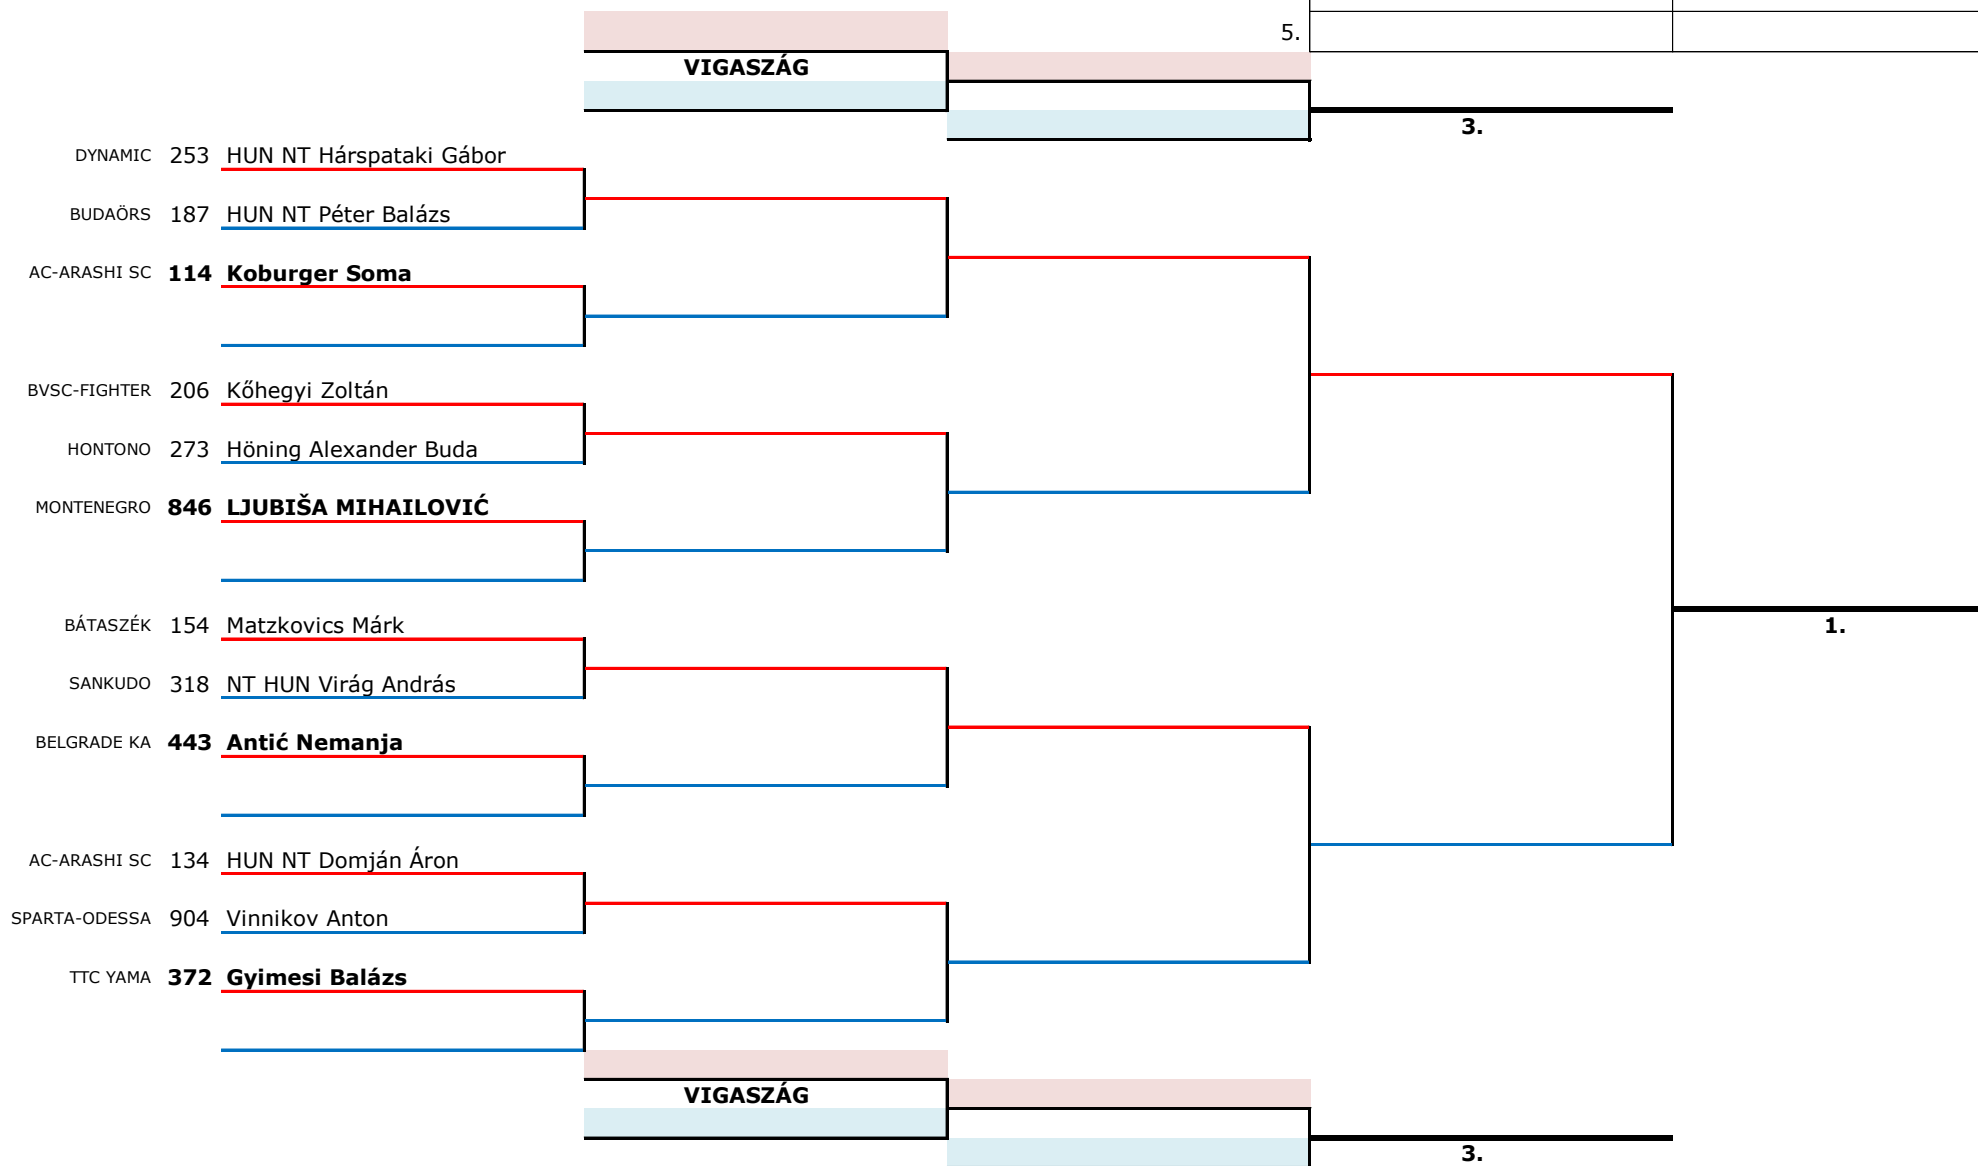 5.
VIGASZÁG
3.
DYNAMIC 253 HUN NT Hárspataki Gábor
BUDAÖRS 187 HUN NT Péter Balázs
AC-ARASHI SC 114 Koburger Soma
BVSC-FIGHTER 206 Kőhegyi Zoltán
HONTONO 273 Höning Alexander Buda
MONTENEGRO 846 LJUBIŠA MIHAILOVIĆ
BÁTASZÉK 154 Matzkovics Márk
1.
SANKUDO 318 NT HUN Virág András
BELGRADE KA 443 Antić Nemanja
AC-ARASHI SC 134 HUN NT Domján Áron
SPARTA-ODESSA 904 Vinnikov Anton
TTC YAMA 372 Gyimesi Balázs
VIGASZÁG
3.